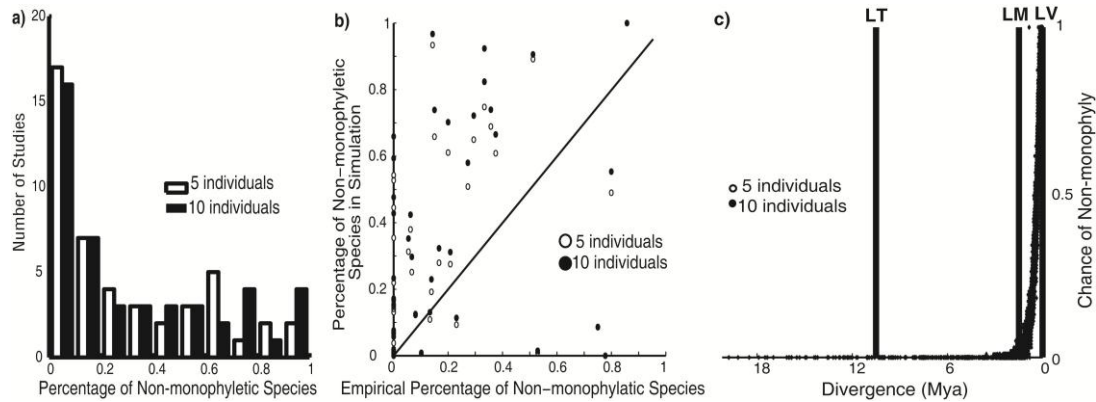 a)
Number of Studies
20
15
10
5
0
5 individuals
10 individuals
0 0.2 0.4 0.6 0.8 1
Percentage of Non-monophyletic Species
b)
Percentage of Non-monophyletic
Species in Simulation
1
0.8
0.6
0.4
0.2
0
5 individuals
10 individuals
0 0.2 0.4 0.6 0.8 1
Empirical Percentage of Non-monophylatic Species
c)
LT LM LV
5 individuals
10 individuals
1
0.5
0
Chance of Non-monophyly
18 12 6 0
Divergence (Mya)